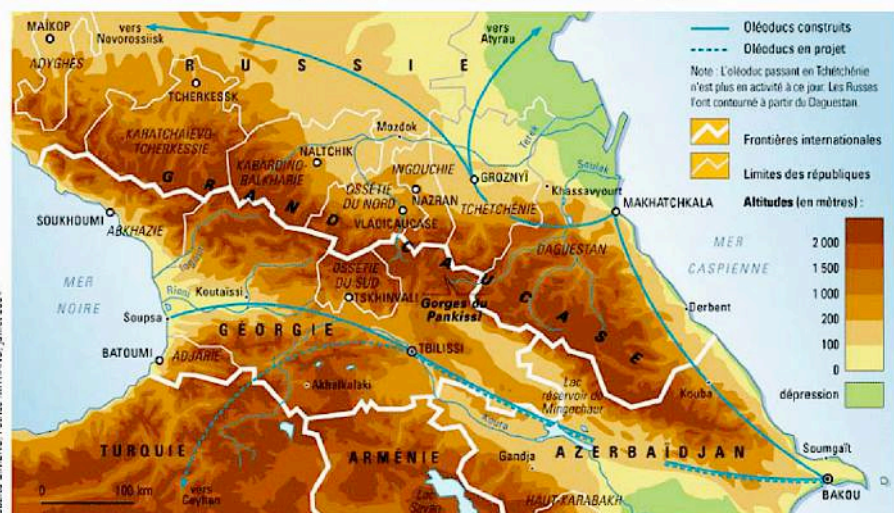 MAÏKOP
vers
Novorossiisk
vers
Atyrau
ADYGHÉS
RUSSIE
TCHERKESSK
KARATCHAÏEVO-
TCHERKESSIE
Mozdok
Terek
NALTCHIK
KABARDINO-
BALKHARIE
INGOUCHIE
GROZNYÏ
Soulak
Khassavyourt
OSSÉTIE
DU NORD
NAZRAN
TCHÉTCHÉNIE
MAKHATCHKALA
VLADICAUCASE
GRAND CAUCASE
SOUKHOUMI
ABKHAZIE
DAGUESTAN
MER
CASPIENNE
MER
NOIRE
Rioni
Koutaïssi
OSSÉTIE
DU SUD
TSKHINVALI
Gorges du
Pankissi
Derbent
Soupsa
GÉORGIE
BATOUMI
ADJARIE
TBILISSI
Akhalkalaki
Lac
réservoir de
Mingechaur
Kouba
Koura
TURQUIE
ARMÉNIE
Gandja
AZERBAÏDJAN
Soumgaït
BAKOU
0 100 km
vers
Ceyhan
Lac
Sevan
HAUT-KARABAKH
Oléoducs construits
Oléoducs en projet
Note : L'oléoduc passant en Tchétchénie
n'est plus en activité à ce jour. Les Russes
l'ont contourné à partir du Daguestan.
Frontières internationales
Limites des républiques
Altitudes (en mètres) :
2 000
1 500
1 000
200
100
0
dépression